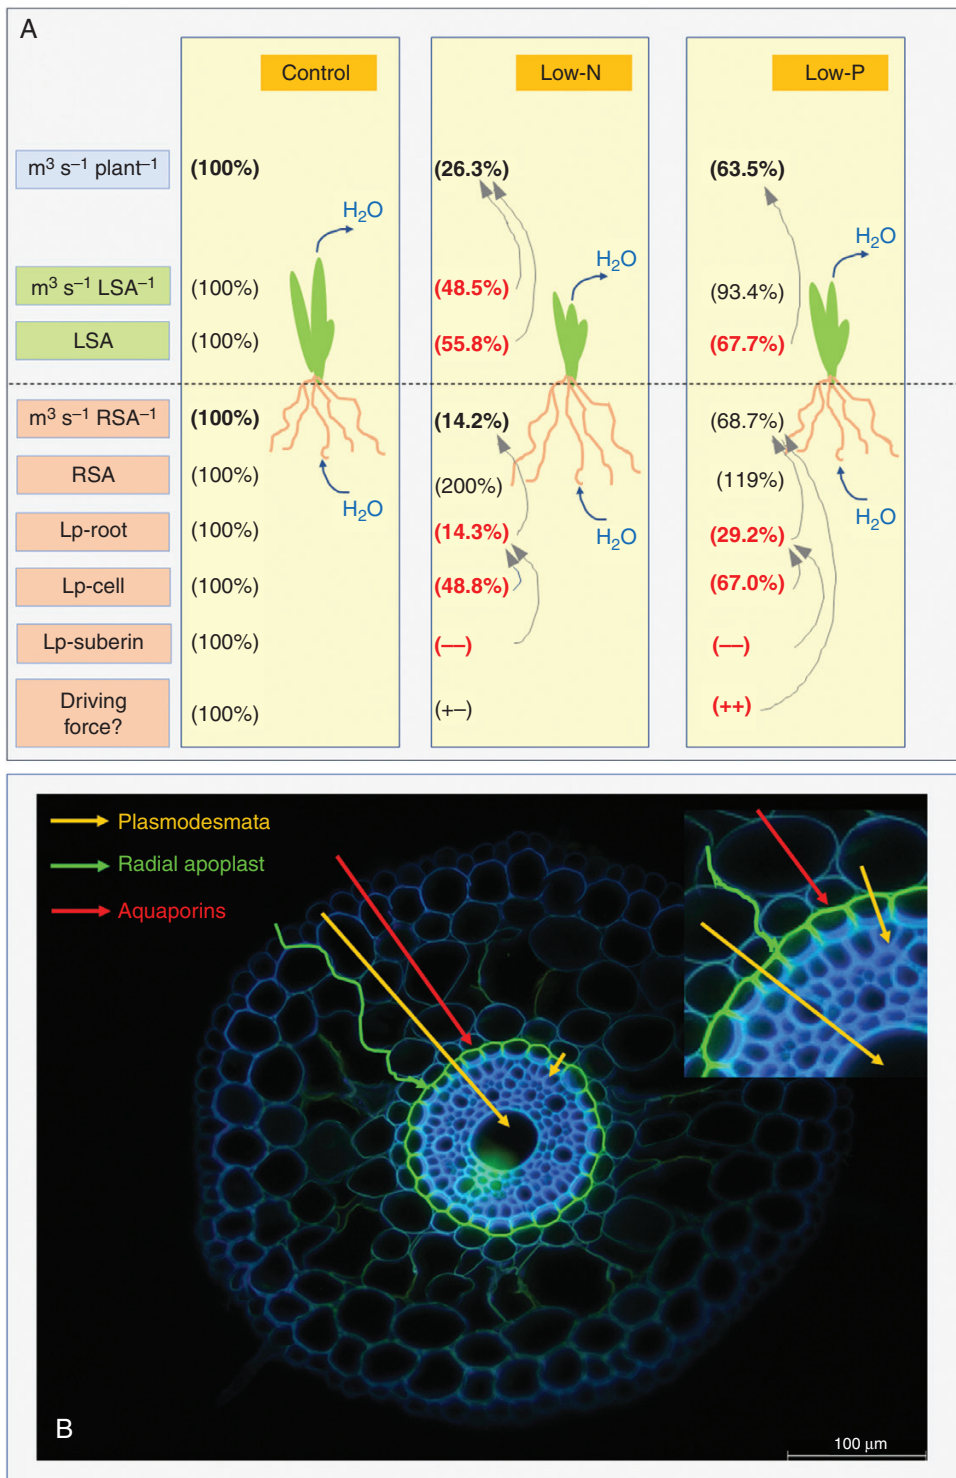 A
Control
Low-N
Low-P
m³ s⁻¹ plant⁻¹
(100%)
(26.3%)
(63.5%)
H₂O
H₂O
H₂O
m³ s⁻¹ LSA⁻¹
(100%)
(48.5%)
(93.4%)
LSA
(100%)
(55.8%)
(67.7%)
m³ s⁻¹ RSA⁻¹
(100%)
(14.2%)
(68.7%)
RSA
(100%)
(200%)
(119%)
H₂O
H₂O
H₂O
Lp-root
(100%)
(14.3%)
(29.2%)
Lp-cell
(100%)
(48.8%)
(67.0%)
Lp-suberin
(100%)
(––)
(––)
Driving
force?
(100%)
(+–)
(++)
Plasmodesmata
Radial apoplast
Aquaporins
B
100 µm